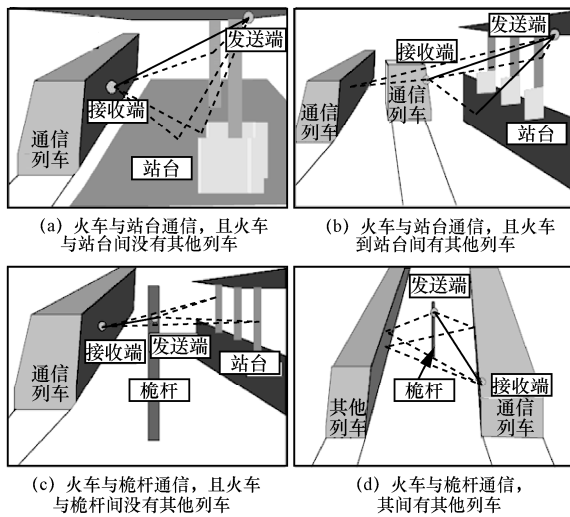 发送端
接收端
通信
列车
站台
(a) 火车与站台通信，且火车
与站台间没有其他列车
发送端
接收端
通信
列车
通信
列车
站台
(b) 火车与站台通信，且火车
到站台间有其他列车
接收端
发送端
站台
通信
列车
桅杆
(c) 火车与桅杆通信，且火车
与桅杆间没有其他列车
发送端
接收端
桅杆
其他
列车
通信
列车
(d) 火车与桅杆通信，
其间有其他列车